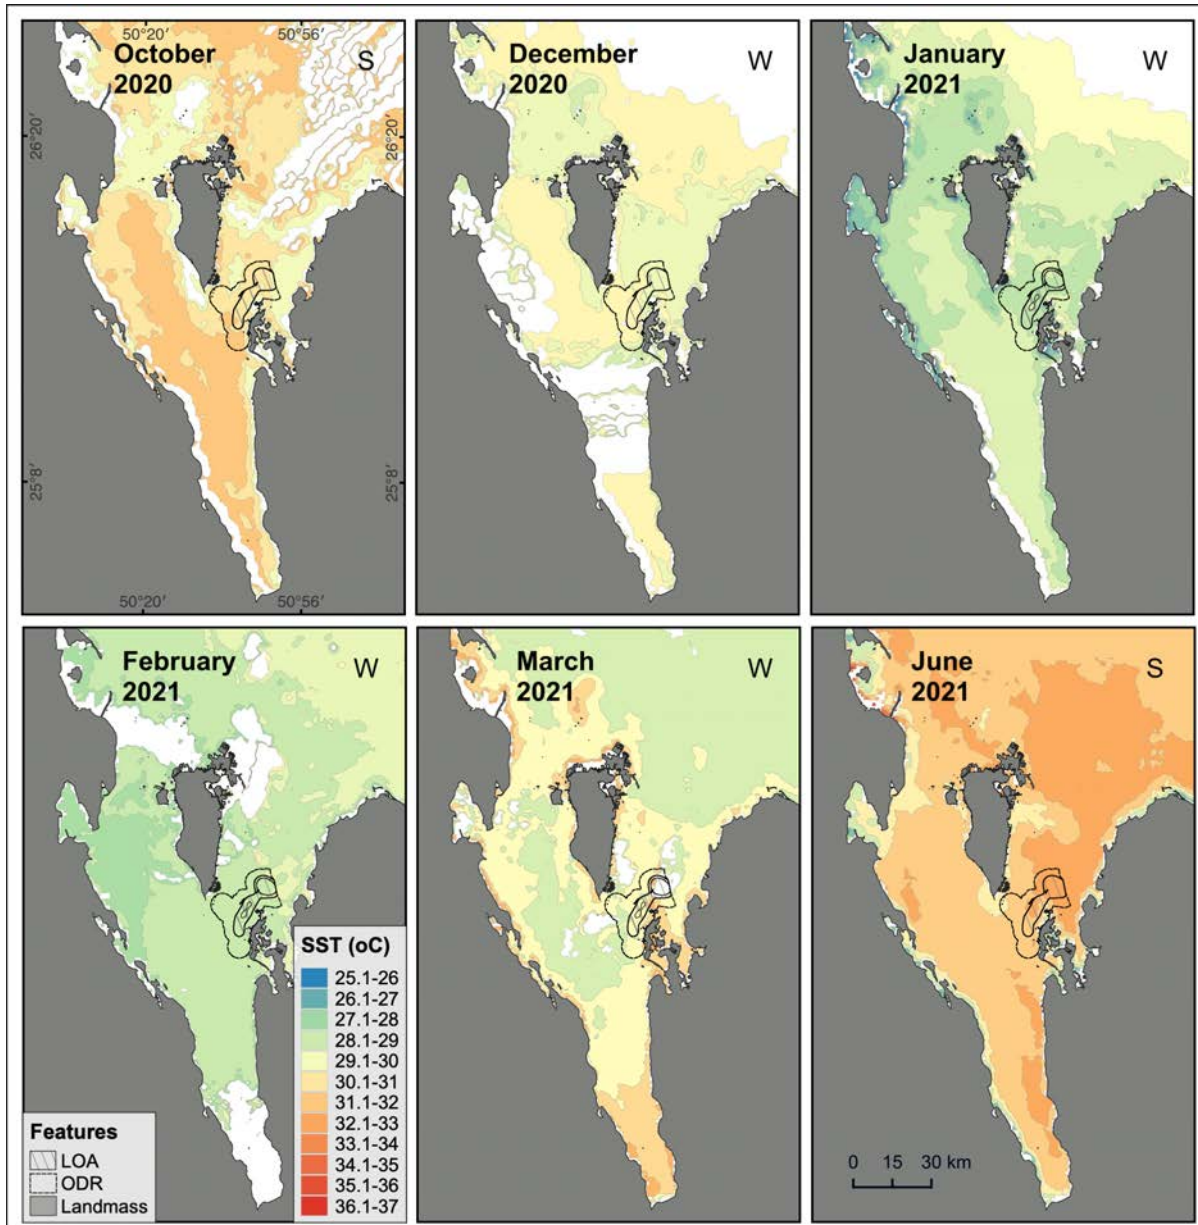 50°20′
50°56′
October
2020
S
December
2020
W
January
2021
W
26°20′
26°20′
25°8′
25°8′
50°20′
50°56′
February
2021
W
March
2021
W
June
2021
S
SST (oC)
25.1-26
26.1-27
27.1-28
28.1-29
29.1-30
30.1-31
31.1-32
32.1-33
33.1-34
34.1-35
35.1-36
36.1-37
Features
LOA
ODR
Landmass
0 15 30 km